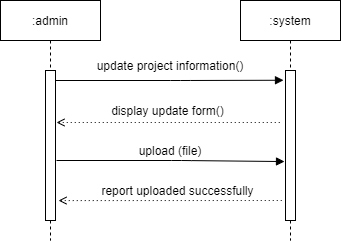 :admin
:system
update project information()
display update form()
upload (file)
report uploaded successfully